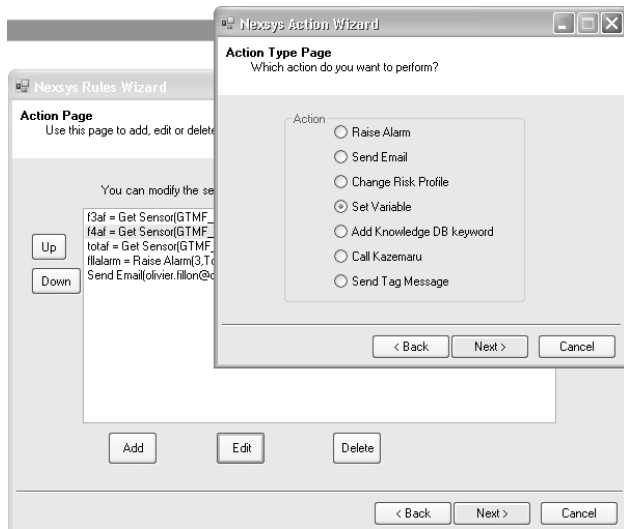 Nexsys Action Wizard
Action Type Page
Which action do you want to perform?
Action
Raise Alarm
Send Email
Change Risk Profile
Set Variable
Add Knowledge DB keyword
Call Kazemaru
Send Tag Message
< Back
Next >
Cancel
Nexsys Rules Wizard
Action Page
Use this page to add, edit or delete
You can modify the se
f3af = Get Sensor(GTMF_
f4af = Get Sensor(GTMF_
totaf = Get Sensor(GTMF_
fllalarm = Raise Alarm(3,To
Send Email(olivier.fillon@c
Up
Down
Add
Edit
Delete
< Back
Next >
Cancel